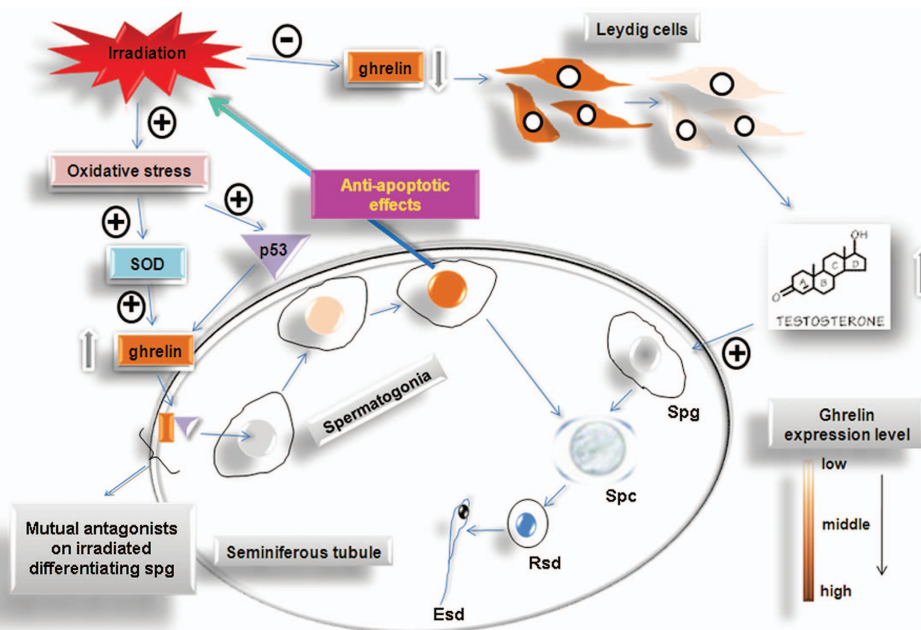 Irradiation
−
ghrelin
Leydig cells
+
Oxidative stress
+
+
SOD
p53
+
ghrelin
Anti-apoptotic
effects
OH
A
B
C
D
O
TESTOSTERONE
+
Spermatogonia
Spg
Spc
Rsd
Esd
Seminiferous tubule
Mutual antagonists
on irradiated
differentiating spg
Ghrelin
expression level
low
middle
high